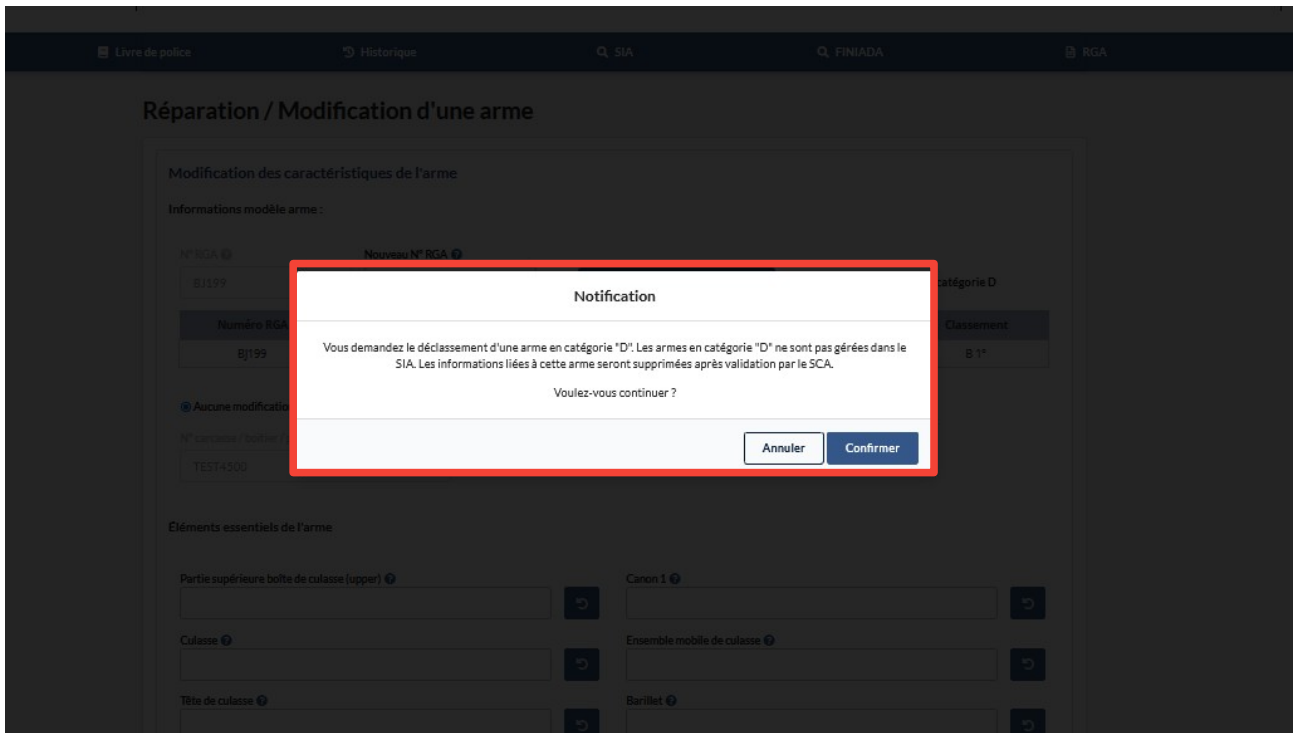 Livre de police Historique SIA FINIADA RGA
Réparation / Modification d'une arme
Modification des caractéristiques de l'arme
Informations modèle arme :
N° RGA Nouveau N° RGA
BJ199 catégorie D
Numéro RGA Classement
BJ199 B 1°
Notification
Vous demandez le déclassement d'une arme en catégorie "D". Les armes en catégorie "D" ne sont pas gérées dans le
SIA. Les informations liées à cette arme seront supprimées après validation par le SCA.
Voulez-vous continuer ?
Annuler Confirmer
Aucune modification
N° carcasse / boîtier /
TEST4500
Éléments essentiels de l'arme
Partie supérieure boîte de culasse (upper) Canon 1
Culasse Ensemble mobile de culasse
Tête de culasse Barillet